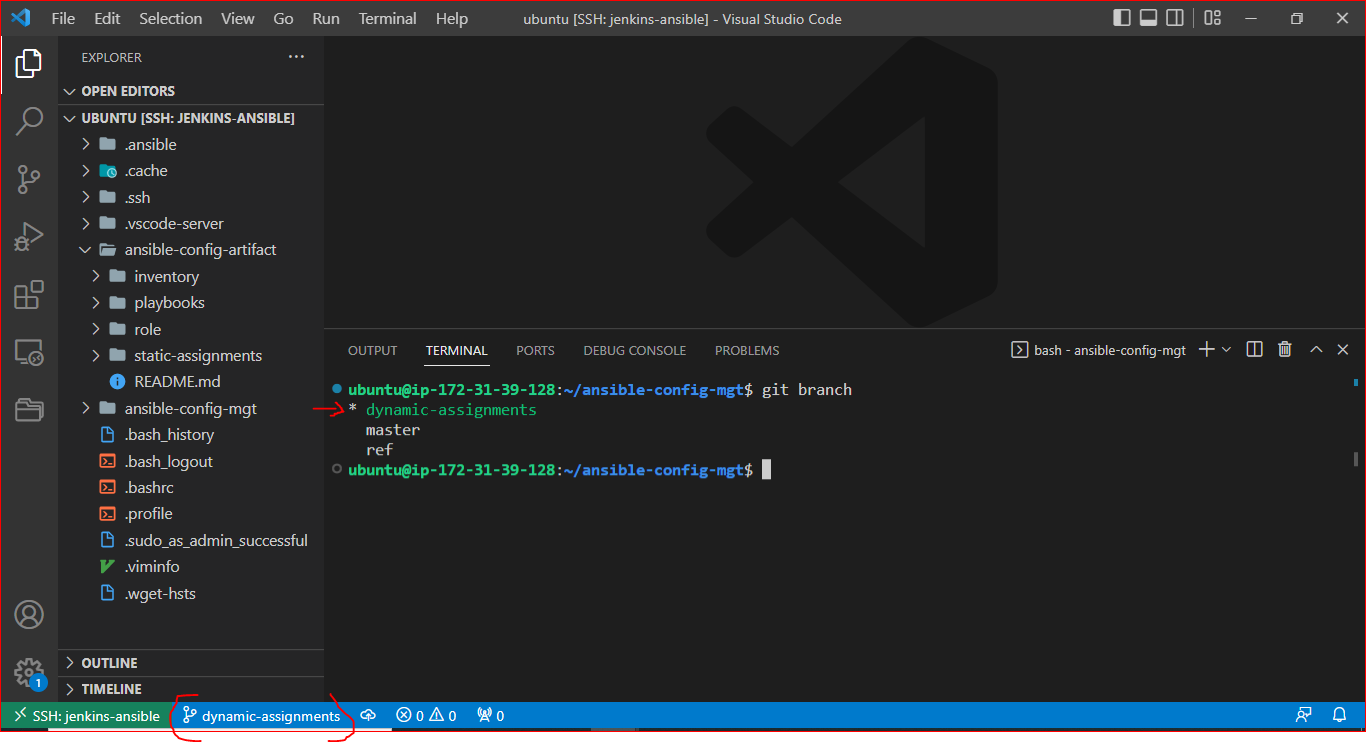 File Edit Selection View Go Run Terminal Help ubuntu [SSH: jenkins-ansible] - Visual Studio Code
EXPLORER
OPEN EDITORS
UBUNTU [SSH: JENKINS-ANSIBLE]
.ansible
.cache
.ssh
.vscode-server
ansible-config-artifact
inventory
playbooks
role
static-assignments
README.md
ansible-config-mgt
.bash_history
.bash_logout
.bashrc
.profile
.sudo_as_admin_successful
.viminfo
.wget-hsts
OUTLINE
TIMELINE
1
OUTPUT TERMINAL PORTS DEBUG CONSOLE PROBLEMS bash - ansible-config-mgt
ubuntu@ip-172-31-39-128:~/ansible-config-mgt$ git branch
* dynamic-assignments
master
ref
ubuntu@ip-172-31-39-128:~/ansible-config-mgt$
SSH: jenkins-ansible dynamic-assignments 0 0 0